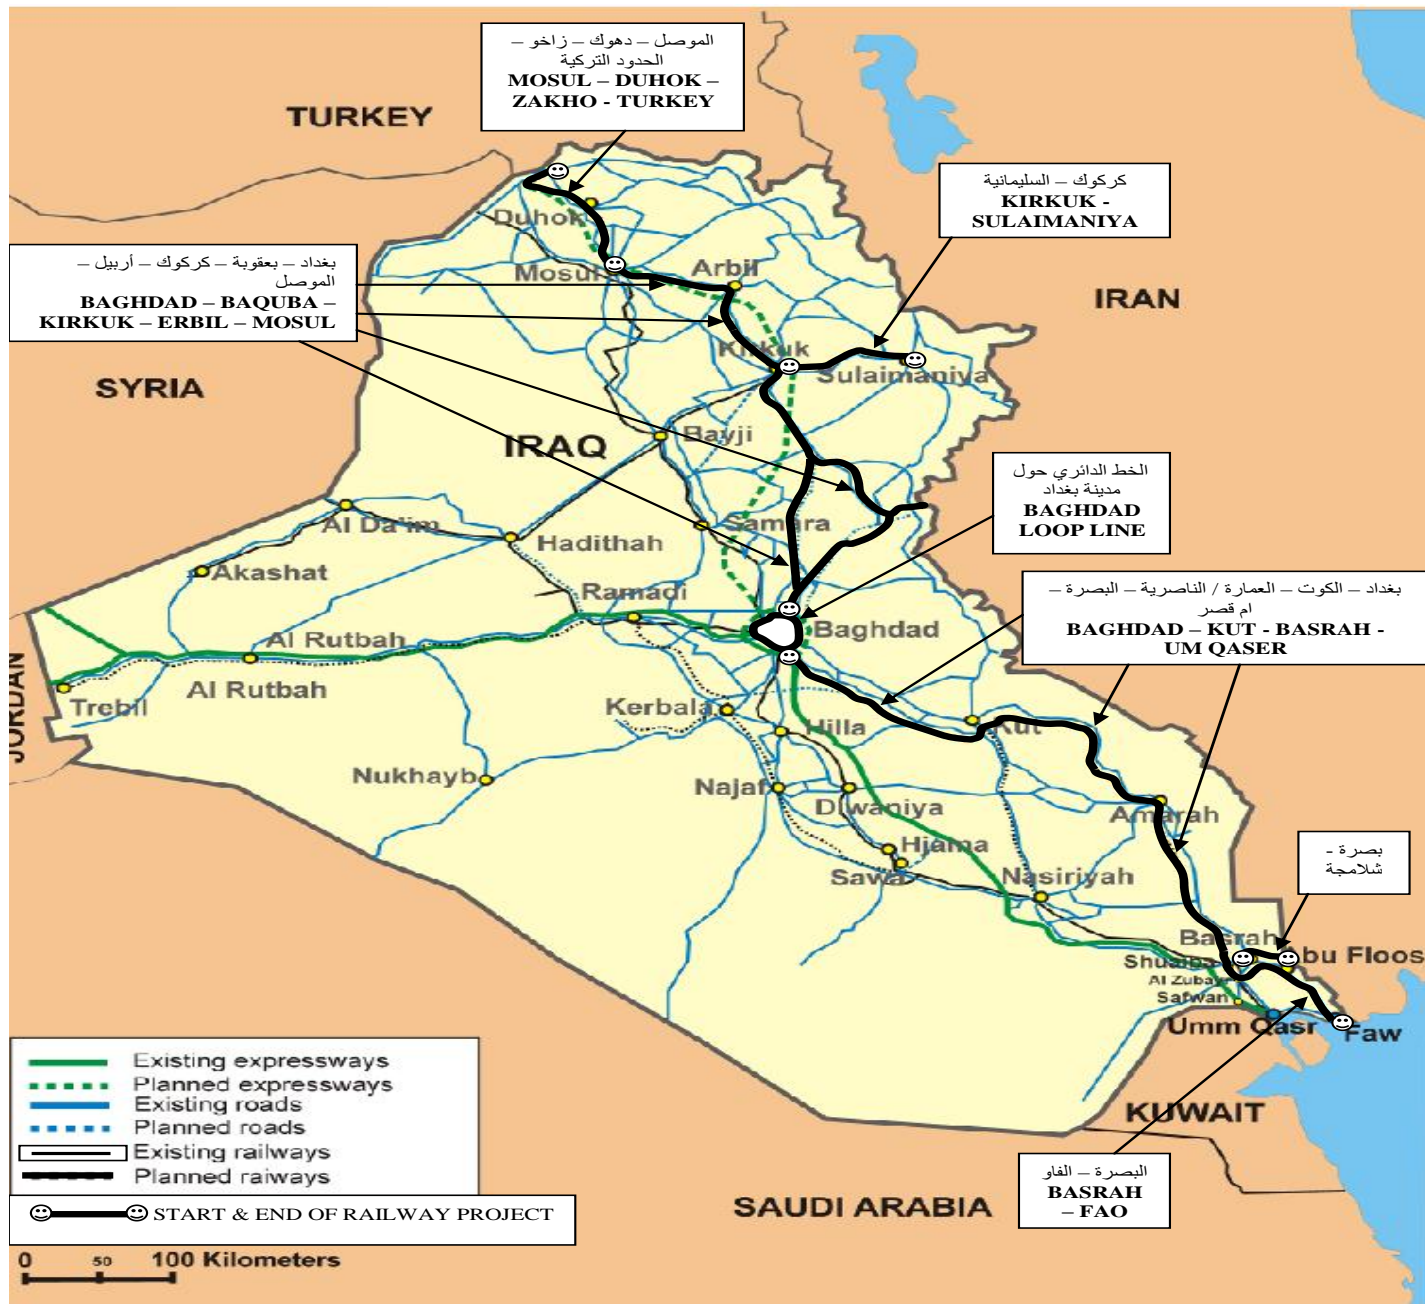 الموصل – دهوك – زاخو –
الحدود التركية
MOSUL – DUHOK –
ZAKHO - TURKEY
TURKEY
كركوك – السليمانية
KIRKUK -
SULAIMANIYA
Duhok
بغداد – بعقوبة – كركوك – أربيل –
الموصل
BAGHDAD – BAQUBA –
KIRKUK – ERBIL – MOSUL
Mosul
Arbil
IRAN
Kirkuk
Sulaimaniya
SYRIA
IRAQ
Bayji
الخط الدائري حول
مدينة بغداد
BAGHDAD
LOOP LINE
Al Da'im
Samara
Hadithah
Akashat
Ramadi
بغداد – الكوت – العمارة / الناصرية – البصرة –
ام قصر
BAGHDAD – KUT - BASRAH -
UM QASER
Baghdad
Al Rutbah
Al Rutbah
JORDAN
Trebil
Kerbala
Hilla
Kut
Nukhayb
Najaf
Diwaniya
Amarah
Hjama
Sawa
Nasiriyah
بصرة -
شلامجة
Basrah
Shuaiba
Abu Floos
Al Zubay
Safwan
Umm Qasr
Faw
KUWAIT
البصرة – الفاو
BASRAH
– FAO
SAUDI ARABIA
Existing expressways
Planned expressways
Existing roads
Planned roads
Existing railways
Planned raiways
START & END OF RAILWAY PROJECT
0 50 100 Kilometers